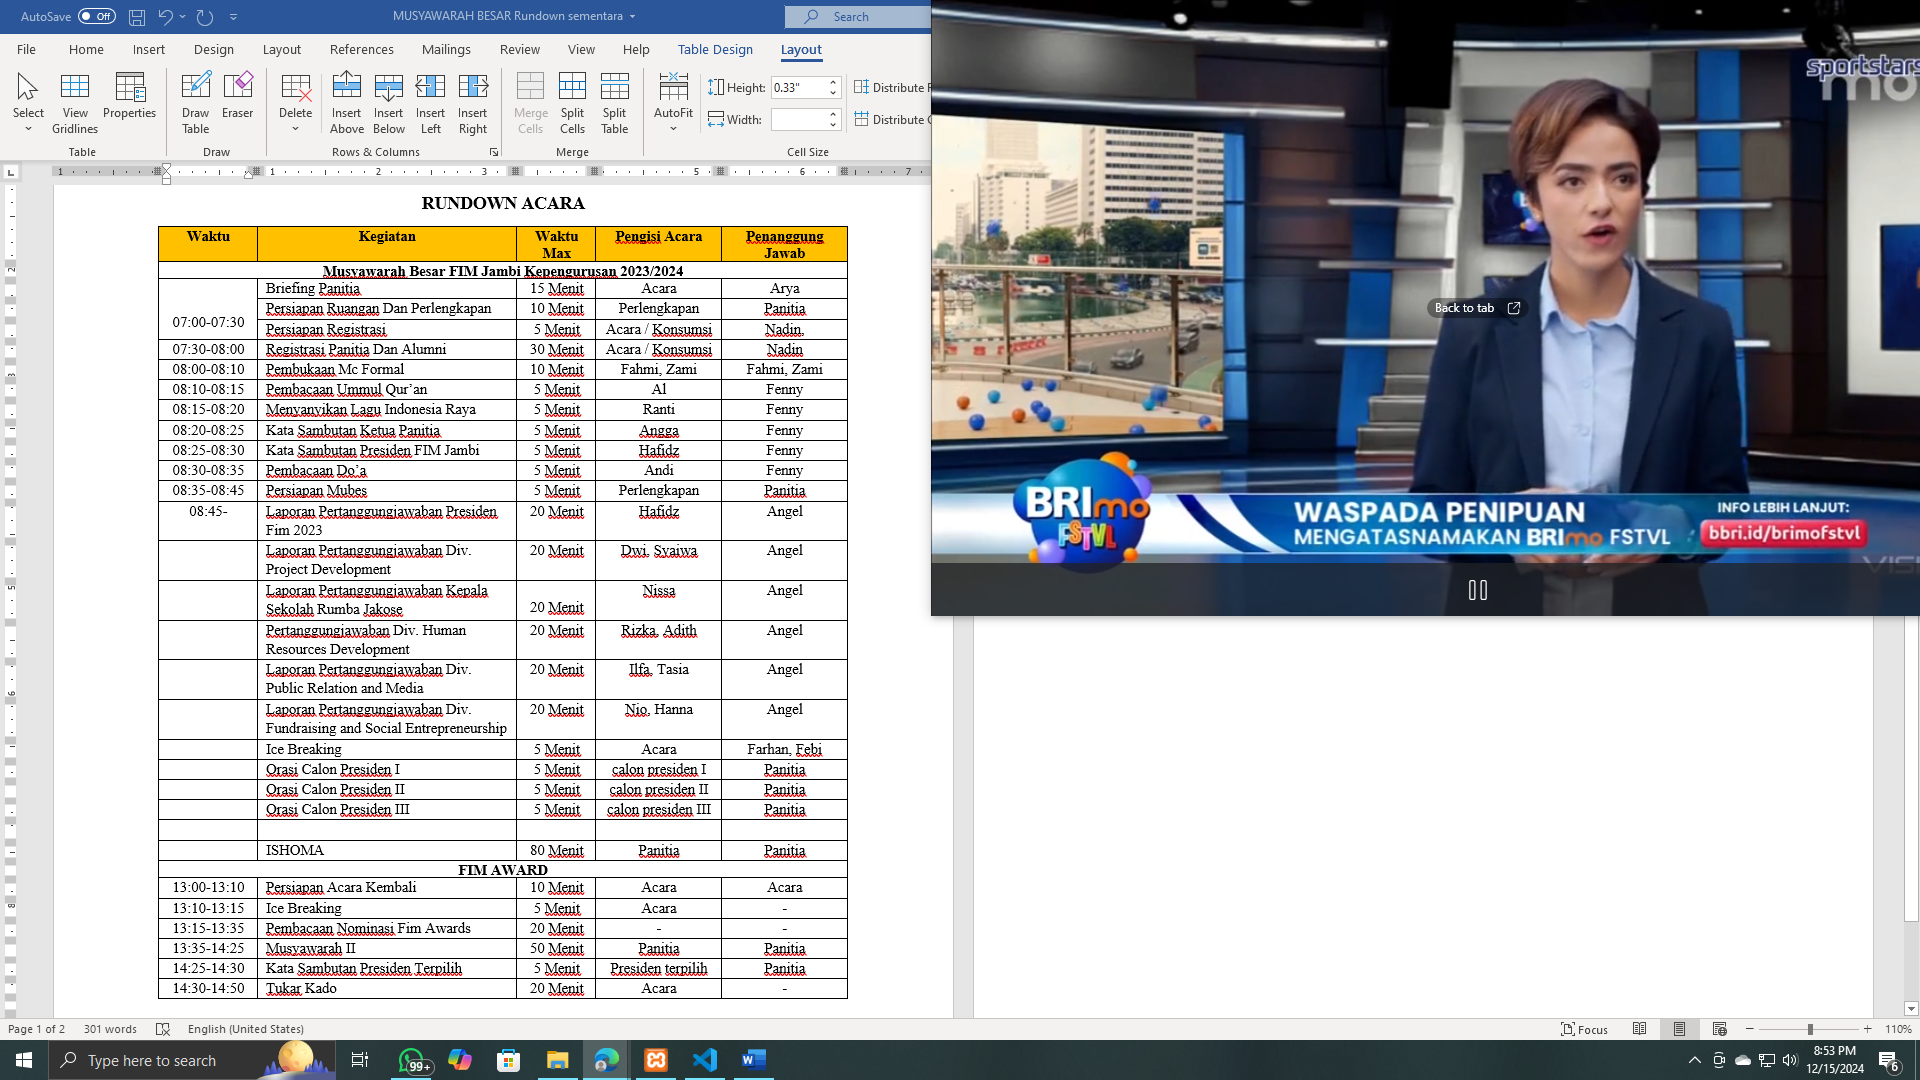 AutoSave Off MUSYAWARAH BESAR Rundown sementara Search
File Home Insert Design Layout References Mailings Review View Help Table Design Layout
Select View Gridlines Properties Draw Table Eraser Delete Insert Above Insert Below Insert Left Insert Right Merge Cells Split Cells Split Table AutoFit Height: 0.33" Width: Distribute Distribute
Table Draw Rows & Columns Merge Cell Size
1 1 2 3 5 6 7
RUNDOWN ACARA
Waktu Kegiatan Waktu Max Pengisi Acara Penanggung Jawab
Musyawarah Besar FIM Jambi Kepengurusan 2023/2024
07:00-07:30 Briefing Panitia 15 Menit Acara Arya
Persiapan Ruangan Dan Perlengkapan 10 Menit Perlengkapan Panitia
Persiapan Registrasi 5 Menit Acara / Konsumsi Nadin.
07:30-08:00 Registrasi Panitia Dan Alumni 30 Menit Acara / Konsumsi Nadin
08:00-08:10 Pembukaan Mc Formal 10 Menit Fahmi, Zami Fahmi, Zami
08:10-08:15 Pembacaan Ummul Qur’an 5 Menit Al Fenny
08:15-08:20 Menyanyikan Lagu Indonesia Raya 5 Menit Ranti Fenny
08:20-08:25 Kata Sambutan Ketua Panitia 5 Menit Angga Fenny
08:25-08:30 Kata Sambutan Presiden FIM Jambi 5 Menit Hafidz Fenny
08:30-08:35 Pembacaan Do’a 5 Menit Andi Fenny
08:35-08:45 Persiapan Mubes 5 Menit Perlengkapan Panitia
08:45- Laporan Pertanggungjawaban Presiden 20 Menit Hafidz Angel
Fim 2023
Laporan Pertanggungjawaban Div. 20 Menit Dwi, Syaiwa Angel
Project Development
Laporan Pertanggungjawaban Kepala Nissa Angel
Sekolah Rumba Jakose 20 Menit
Pertanggungjawaban Div. Human 20 Menit Rizka, Adith Angel
Resources Development
Laporan Pertanggungjawaban Div. 20 Menit Ilfa, Tasia Angel
Public Relation and Media
Laporan Pertanggungjawaban Div. 20 Menit Nio, Hanna Angel
Fundraising and Social Entrepreneurship
Ice Breaking 5 Menit Acara Farhan, Febi
Orasi Calon Presiden I 5 Menit calon presiden I Panitia
Orasi Calon Presiden II 5 Menit calon presiden II Panitia
Orasi Calon Presiden III 5 Menit calon presiden III Panitia
ISHOMA 80 Menit Panitia Panitia
FIM AWARD
13:00-13:10 Persiapan Acara Kembali 10 Menit Acara Acara
13:10-13:15 Ice Breaking 5 Menit Acara -
13:15-13:35 Pembacaan Nominasi Fim Awards 20 Menit - -
13:35-14:25 Musyawarah II 50 Menit Panitia Panitia
14:25-14:30 Kata Sambutan Presiden Terpilih 5 Menit Presiden terpilih Panitia
14:30-14:50 Tukar Kado 20 Menit Acara -
sportstars
mo
Back to tab
BRImo FSTVL
WASPADA PENIPUAN
MENGATASNAMAKAN BRImo FSTVL
INFO LEBIH LANJUT:
bbri.id/brimofstvl
VISI
Page 1 of 2 301 words English (United States) Focus 110%
Type here to search 99+ 8:53 PM
12/15/2024 6